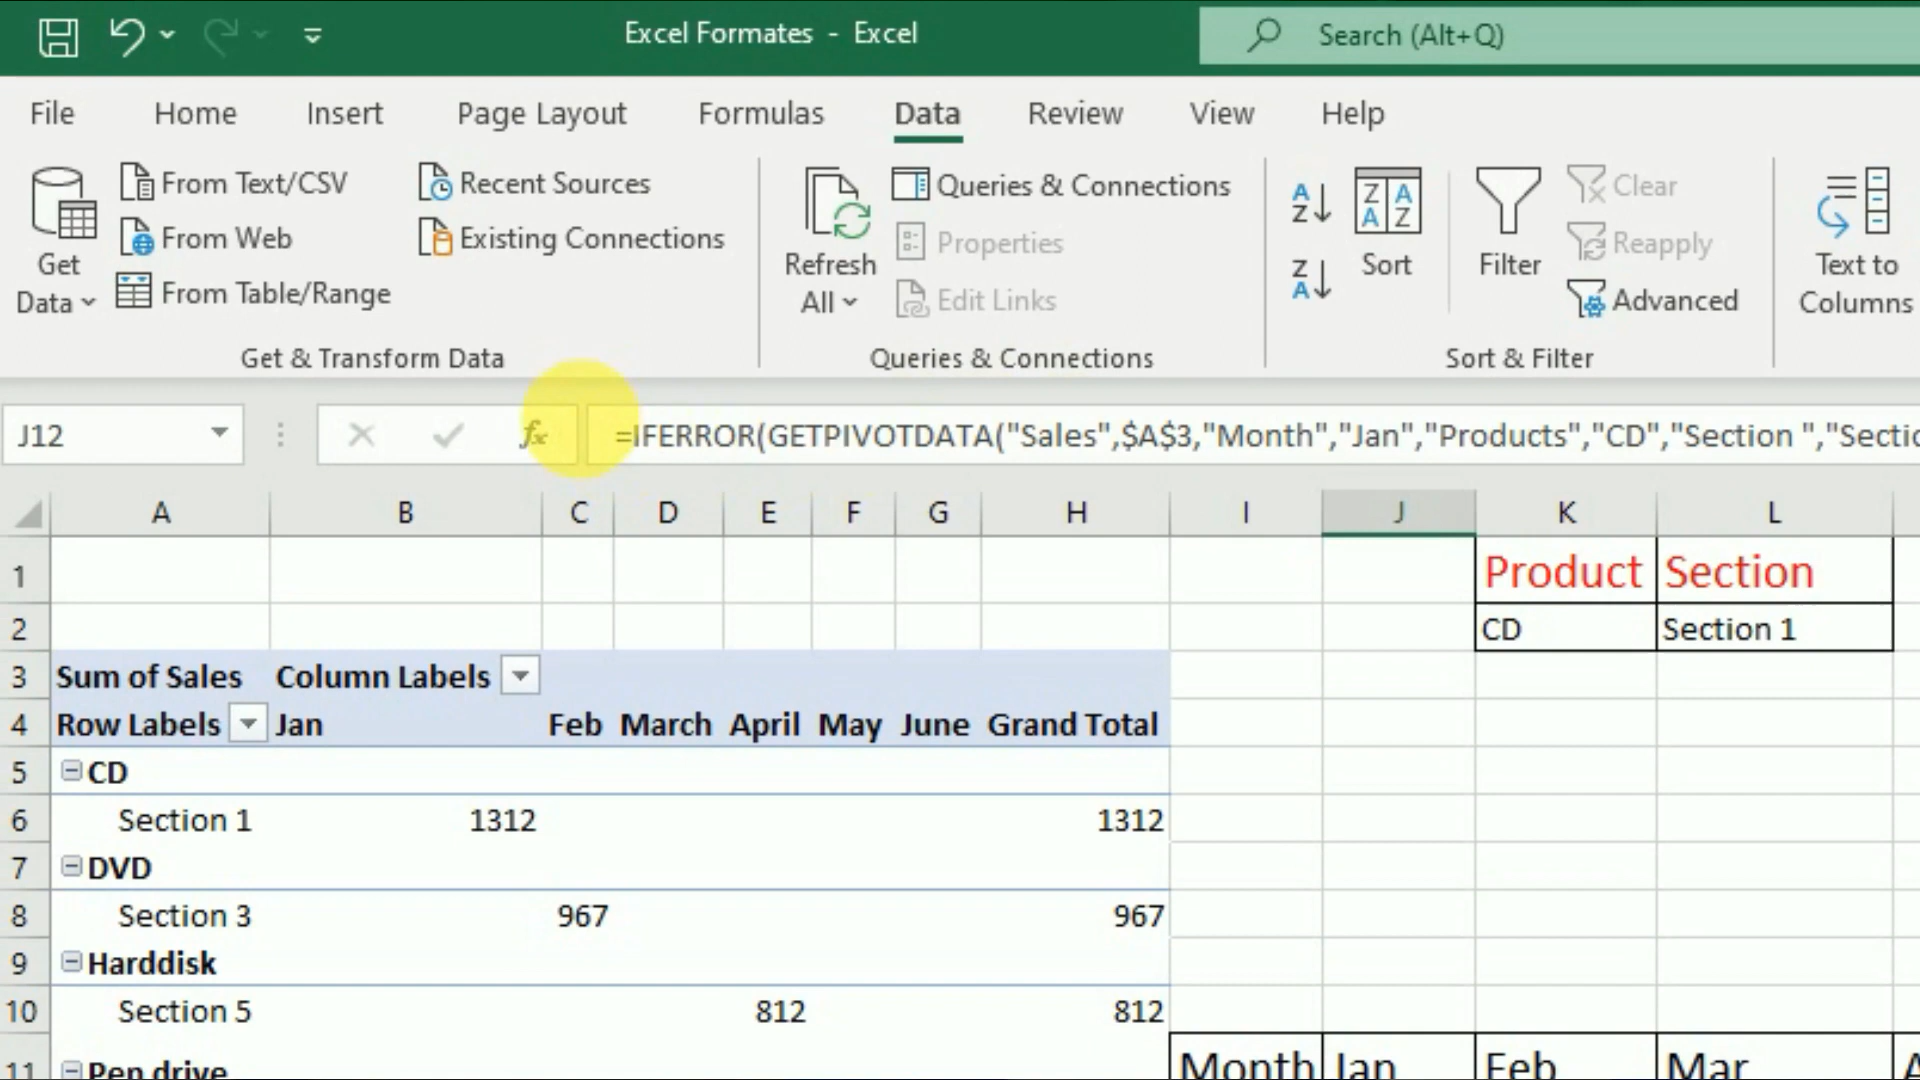 Excel Formates - Excel
Search (Alt+Q)
File Home Insert Page Layout Formulas Data Review View Help
Get Data
From Text/CSV
From Web
From Table/Range
Recent Sources
Existing Connections
Get & Transform Data
Refresh All
Queries & Connections
Properties
Edit Links
Queries & Connections
Sort
Filter
Clear
Reapply
Advanced
Sort & Filter
Text to
Columns
J12 fx =IFERROR(GETPIVOTDATA("Sales",$A$3,"Month","Jan","Products","CD","Section ","Sectio
A B C D E F G H I J K L
1 Product Section
2 CD Section 1
3 Sum of Sales Column Labels
4 Row Labels Jan Feb March April May June Grand Total
5 CD
6 Section 1 1312 1312
7 DVD
8 Section 3 967 967
9 Harddisk
10 Section 5 812 812
11 Pen drive Month Jan Feb Mar